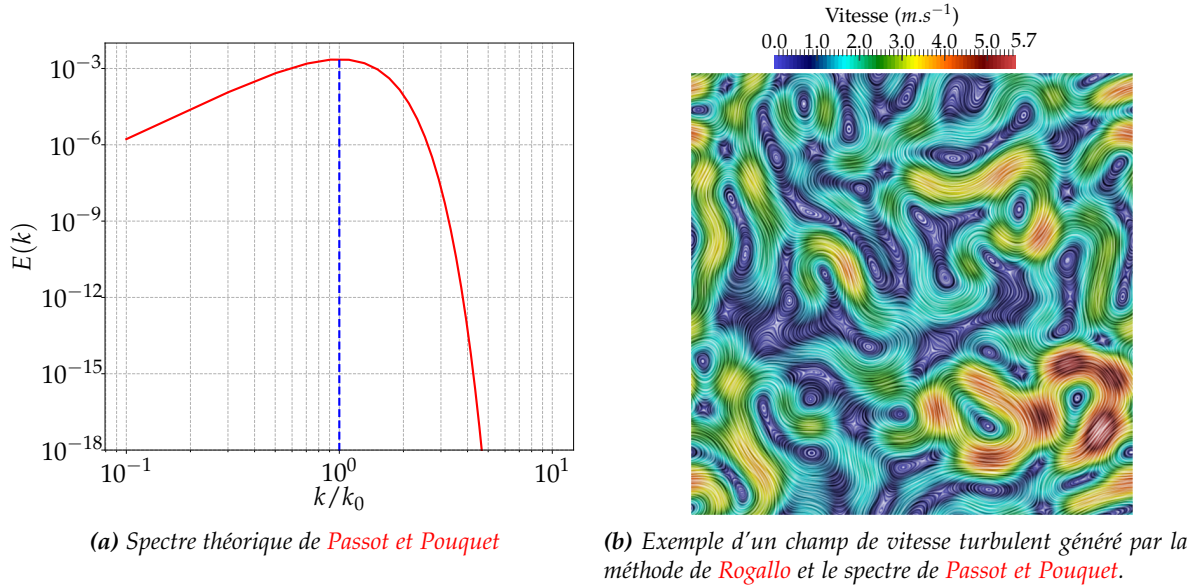 Vitesse (m.s⁻¹)
0.0 1.0 2.0 3.0 4.0 5.0 5.7
10⁻³
10⁻⁶
10⁻⁹
10⁻¹²
10⁻¹⁵
10⁻¹⁸
E(k)
10⁻¹ 10⁰ 10¹
k/k₀
(a) Spectre théorique de Passot et Pouquet
(b) Exemple d'un champ de vitesse turbulent généré par la
méthode de Rogallo et le spectre de Passot et Pouquet.